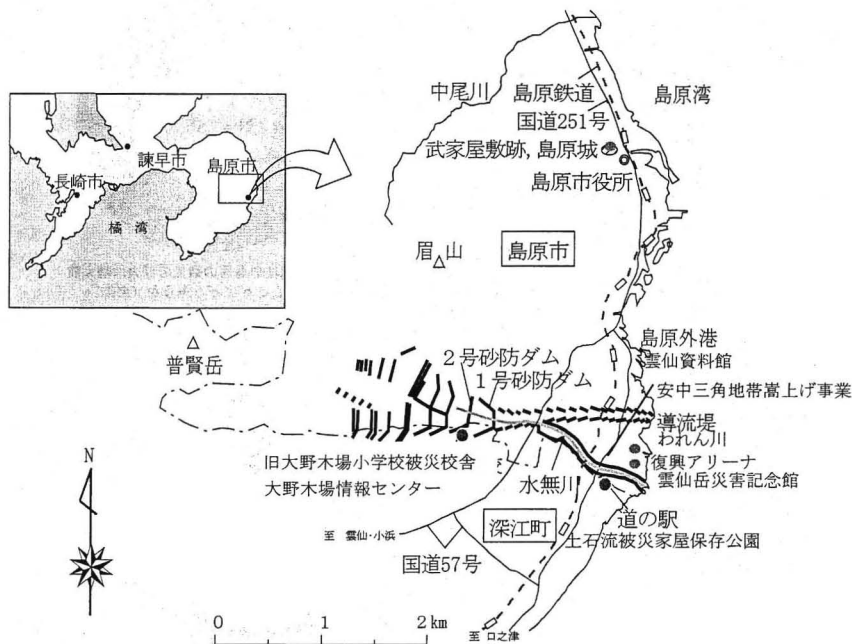 中尾川
島原鉄道
国道251号
島原湾
武家屋敷跡, 島原城
島原市役所
諫早市
島原市
長崎市
橘湾
眉山
島原市
普賢岳
島原外港
雲仙資料館
2号砂防ダム
1号砂防ダム
安中三角地帯嵩上げ事業
導流堤
われん川
復興アリーナ
雲仙岳災害記念館
旧大野木場小学校被災校舎
大野木場情報センター
水無川
道の駅
土石流被災家屋保存公園
至 雲仙・小浜
深江町
国道57号
N
0 1 2km
至 口之津